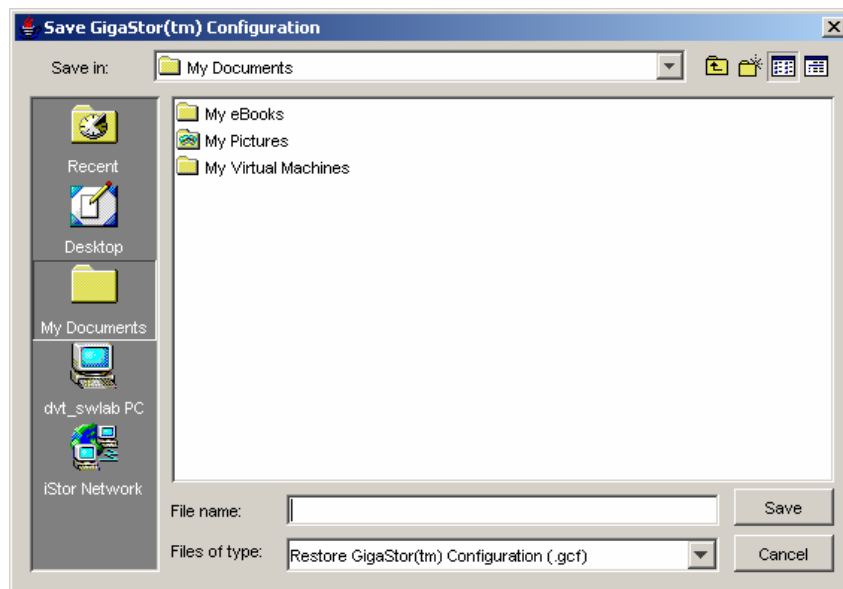 Save GigaStor(tm) Configuration
Save in:
My Documents
Recent
Desktop
My Documents
dvt_swlab PC
iStor Network
My eBooks
My Pictures
My Virtual Machines
File name:
Save
Files of type:
Restore GigaStor(tm) Configuration (.gcf)
Cancel